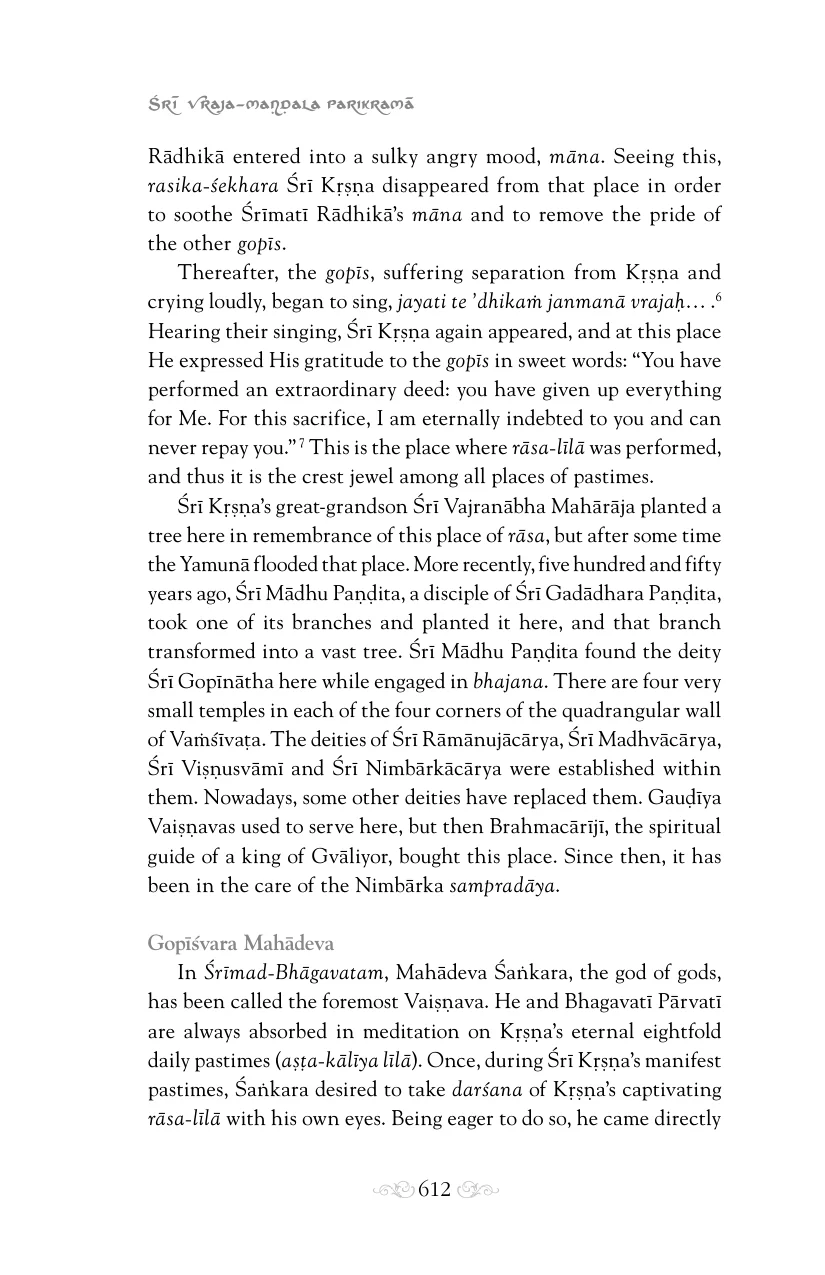 Śrī Vraja-maṇḍala Parikramā
Rādhikā entered into a sulky angry mood, māna. Seeing this,
rasika-śekhara Śrī Kṛṣṇa disappeared from that place in order
to soothe Śrīmatī Rādhikā’s māna and to remove the pride of
the other gopīs.
Thereafter, the gopīs, suffering separation from Kṛṣṇa and
crying loudly, began to sing, jayati te ’dhikaṁ janmanā vrajaḥ… .6
Hearing their singing, Śrī Kṛṣṇa again appeared, and at this place
He expressed His gratitude to the gopīs in sweet words: “You have
performed an extraordinary deed: you have given up everything
for Me. For this sacrifice, I am eternally indebted to you and can
never repay you.” 7 This is the place where rāsa-līlā was performed,
and thus it is the crest jewel among all places of pastimes.
Śrī Kṛṣṇa’s great-grandson Śrī Vajranābha Mahārāja planted a
tree here in remembrance of this place of rāsa, but after some time
the Yamunā flooded that place. More recently, five hundred and fifty
years ago, Śrī Mādhu Paṇḍita, a disciple of Śrī Gadādhara Paṇḍita,
took one of its branches and planted it here, and that branch
transformed into a vast tree. Śrī Mādhu Paṇḍita found the deity
Śrī Gopīnātha here while engaged in bhajana. There are four very
small temples in each of the four corners of the quadrangular wall
of Vaṁśīvaṭa. The deities of Śrī Rāmānujācārya, Śrī Madhvācārya,
Śrī Viṣṇusvāmī and Śrī Nimbārkācārya were established within
them. Nowadays, some other deities have replaced them. Gauḍīya
Vaiṣṇavas used to serve here, but then Brahmacārījī, the spiritual
guide of a king of Gvāliyor, bought this place. Since then, it has
been in the care of the Nimbārka sampradāya.
Gopīśvara Mahādeva
In Śrīmad-Bhāgavatam, Mahādeva Śaṅkara, the god of gods,
has been called the foremost Vaiṣṇava. He and Bhagavatī Pārvatī
are always absorbed in meditation on Kṛṣṇa’s eternal eightfold
daily pastimes (aṣṭa-kālīya līlā). Once, during Śrī Kṛṣṇa’s manifest
pastimes, Śaṅkara desired to take darśana of Kṛṣṇa’s captivating
rāsa-līlā with his own eyes. Being eager to do so, he came directly
612